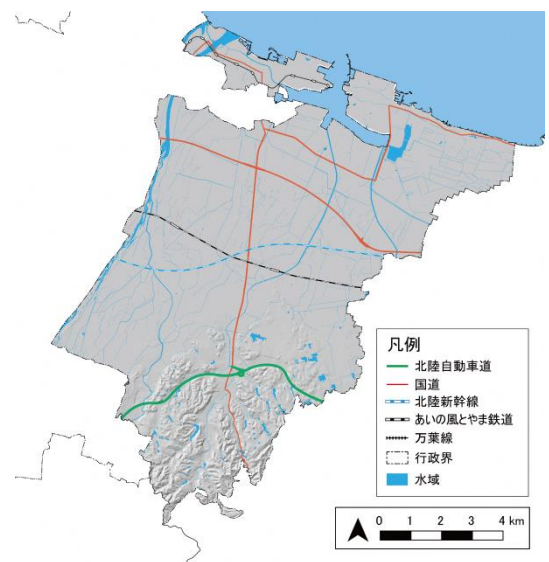 凡例
北陸自動車道
国道
北陸新幹線
あいの風とやま鉄道
万葉線
行政界
水域
0 1 2 3 4 km